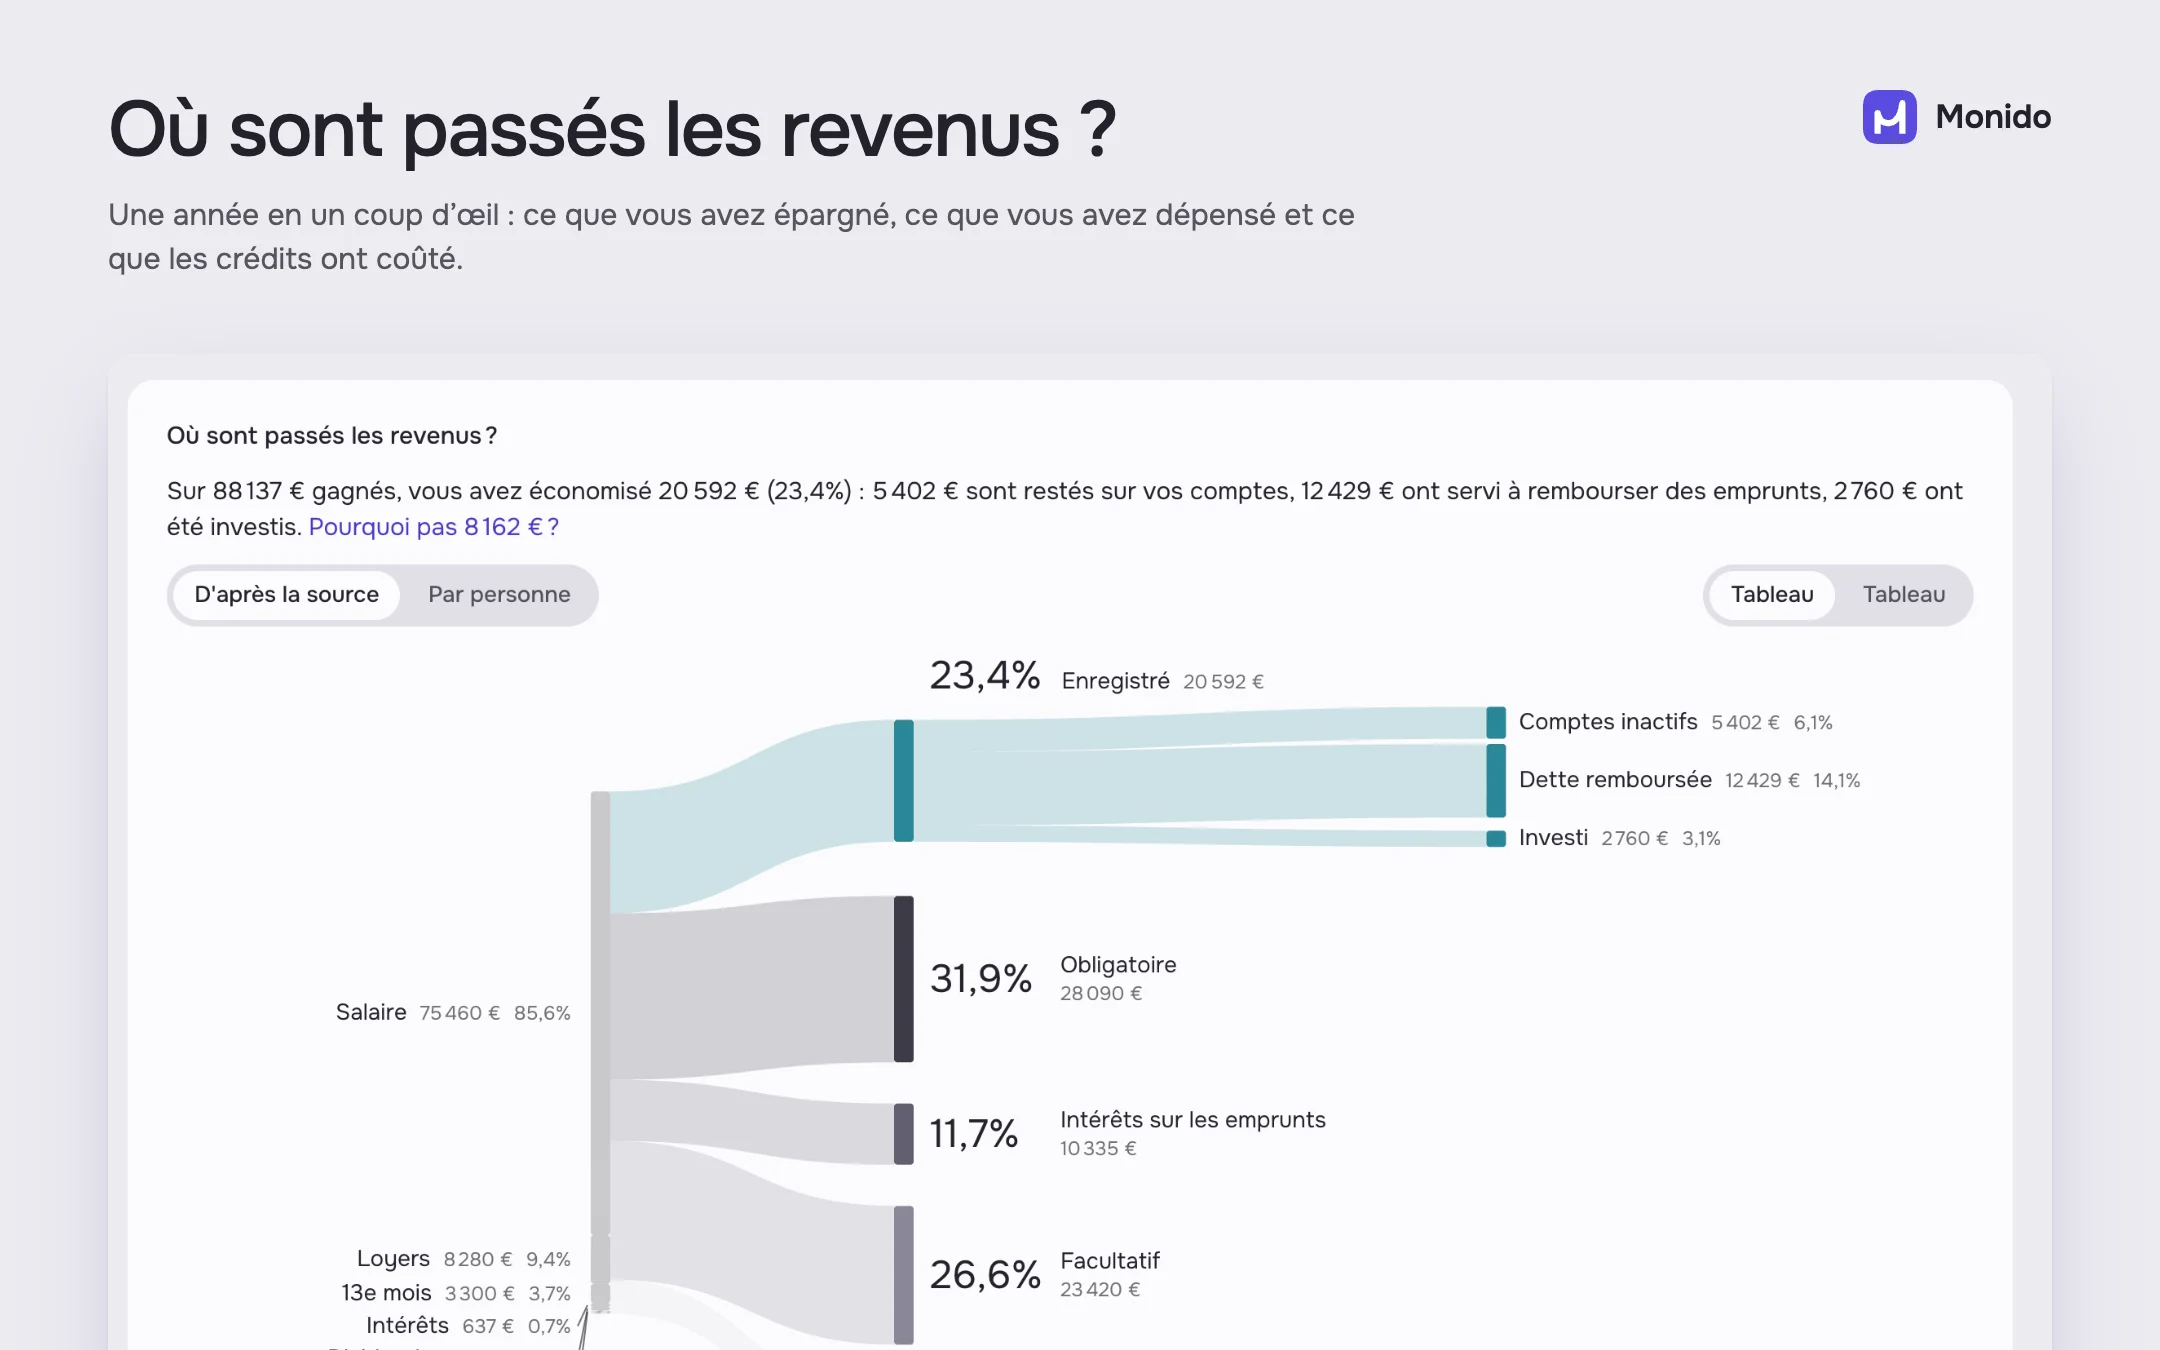 Où sont passés les revenus ?
Monido
Une année en un coup d’œil : ce que vous avez épargné, ce que vous avez dépensé et ce
que les crédits ont coûté.
Où sont passés les revenus ?
Sur 88 137 € gagnés, vous avez économisé 20 592 € (23,4%) : 5 402 € sont restés sur vos comptes, 12 429 € ont servi à rembourser des emprunts, 2 760 € ont
été investis. Pourquoi pas 8 162 € ?
D'après la source Par personne
Tableau Tableau
23,4% Enregistré 20 592 €
Comptes inactifs 5 402 € 6,1%
Dette remboursée 12 429 € 14,1%
Investi 2 760 € 3,1%
31,9% Obligatoire
28 090 €
Salaire 75 460 € 85,6%
11,7% Intérêts sur les emprunts
10 335 €
Loyers 8 280 € 9,4%
26,6% Facultatif
23 420 €
13e mois 3 300 € 3,7%
Intérêts 637 € 0,7%